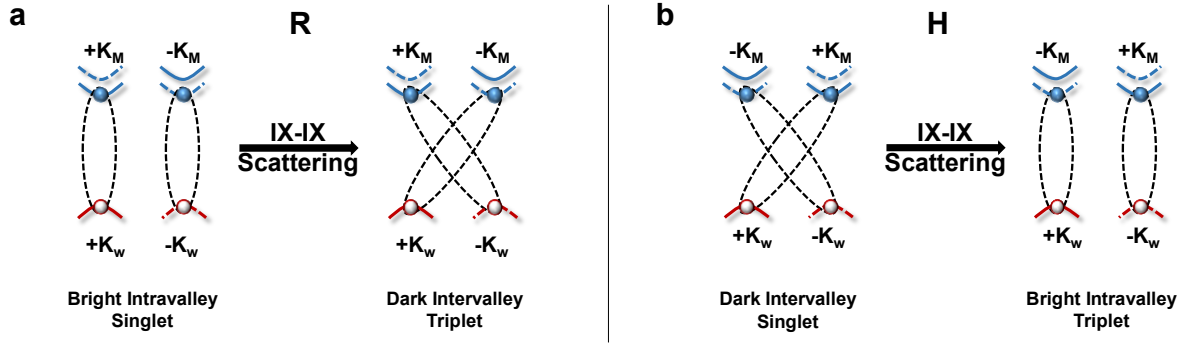 a
R
+K_M -K_M
+K_w -K_w
Bright Intravalley
Singlet
IX-IX
Scattering
+K_M -K_M
+K_w -K_w
Dark Intervalley
Triplet
b
H
-K_M +K_M
+K_w -K_w
Dark Intervalley
Singlet
IX-IX
Scattering
-K_M +K_M
+K_w -K_w
Bright Intravalley
Triplet